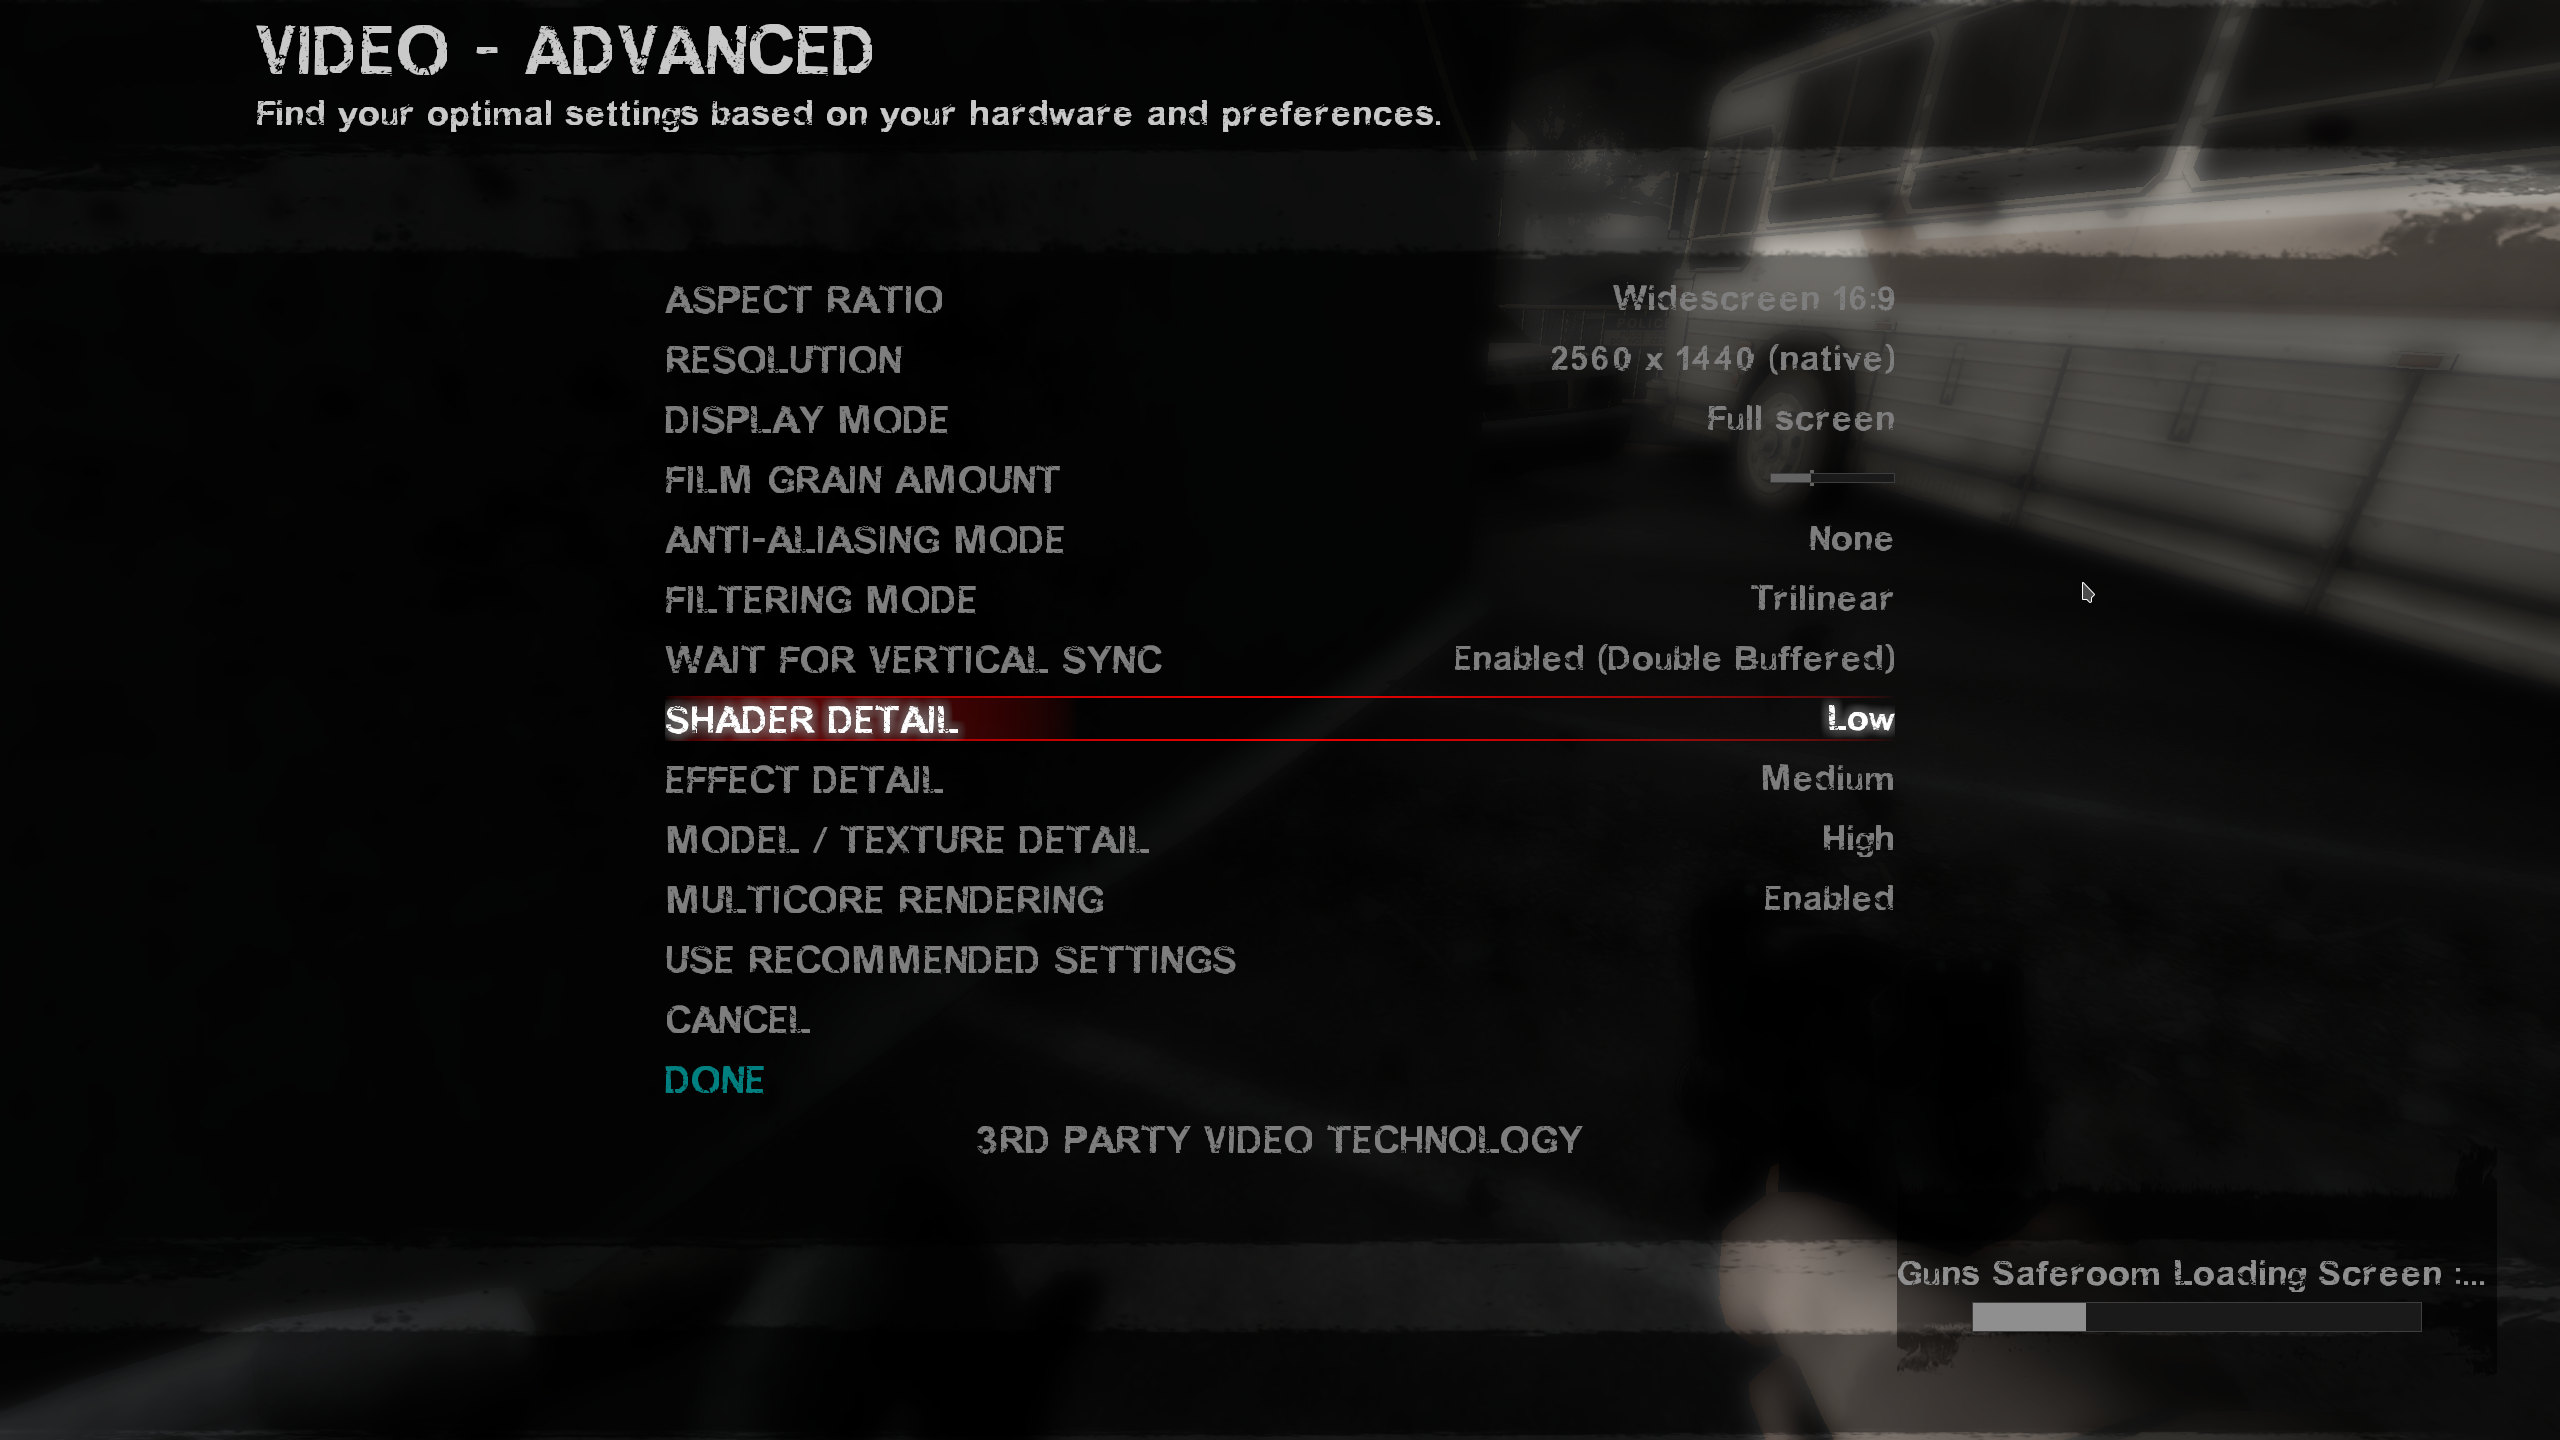 VIDEO - ADVANCED
Find your optimal settings based on your hardware and preferences.
ASPECT RATIO Widescreen 16:9
RESOLUTION 2560 x 1440 (native)
DISPLAY MODE Full screen
FILM GRAIN AMOUNT
ANTI-ALIASING MODE None
FILTERING MODE Trilinear
WAIT FOR VERTICAL SYNC Enabled (Double Buffered)
SHADER DETAIL Low
EFFECT DETAIL Medium
MODEL / TEXTURE DETAIL High
MULTICORE RENDERING Enabled
USE RECOMMENDED SETTINGS
CANCEL
DONE
3RD PARTY VIDEO TECHNOLOGY
Guns Saferoom Loading Screen :...